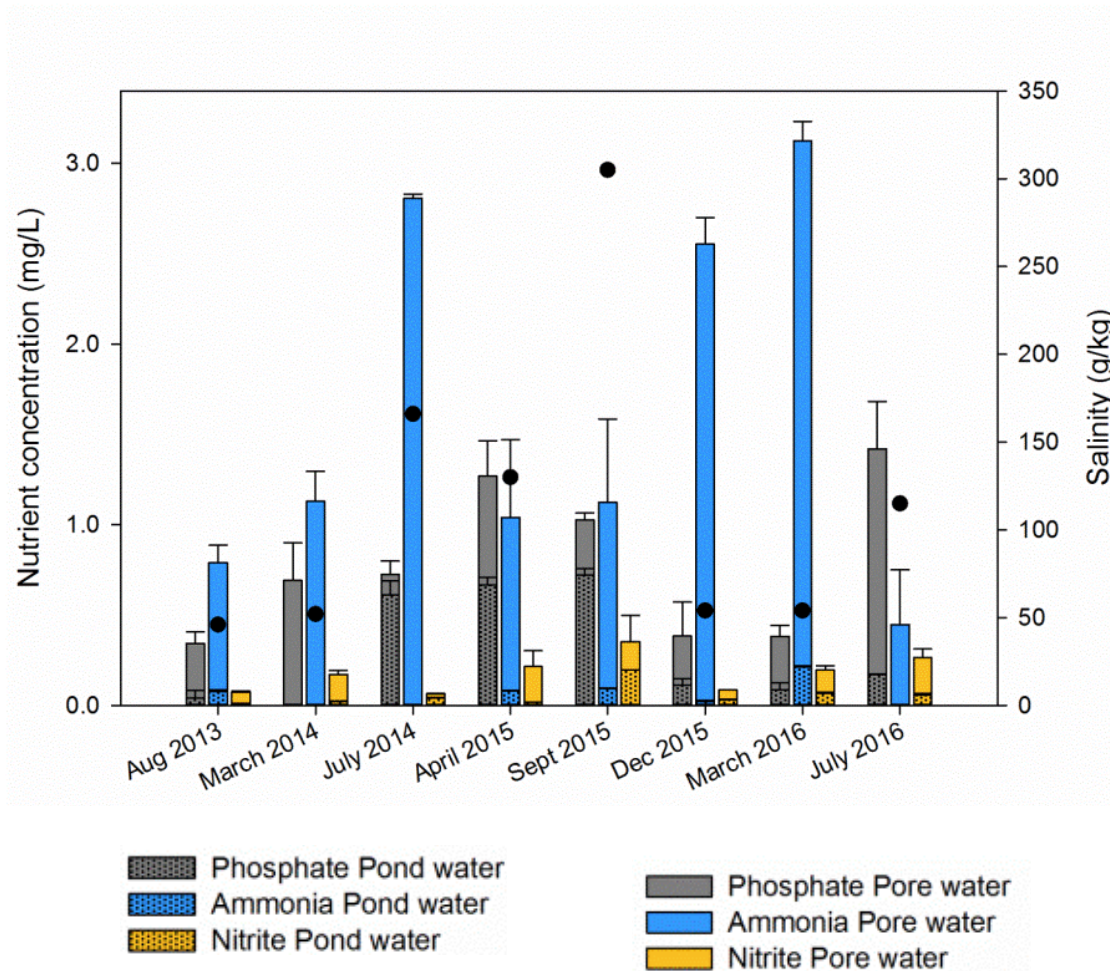 350
3.0
300
250
2.0
200
150
1.0
100
50
0.0
0
Nutrient concentration (mg/L)
Salinity (g/kg)
Aug 2013
March 2014
July 2014
April 2015
Sept 2015
Dec 2015
March 2016
July 2016
Phosphate Pond water
Ammonia Pond water
Nitrite Pond water
Phosphate Pore water
Ammonia Pore water
Nitrite Pore water